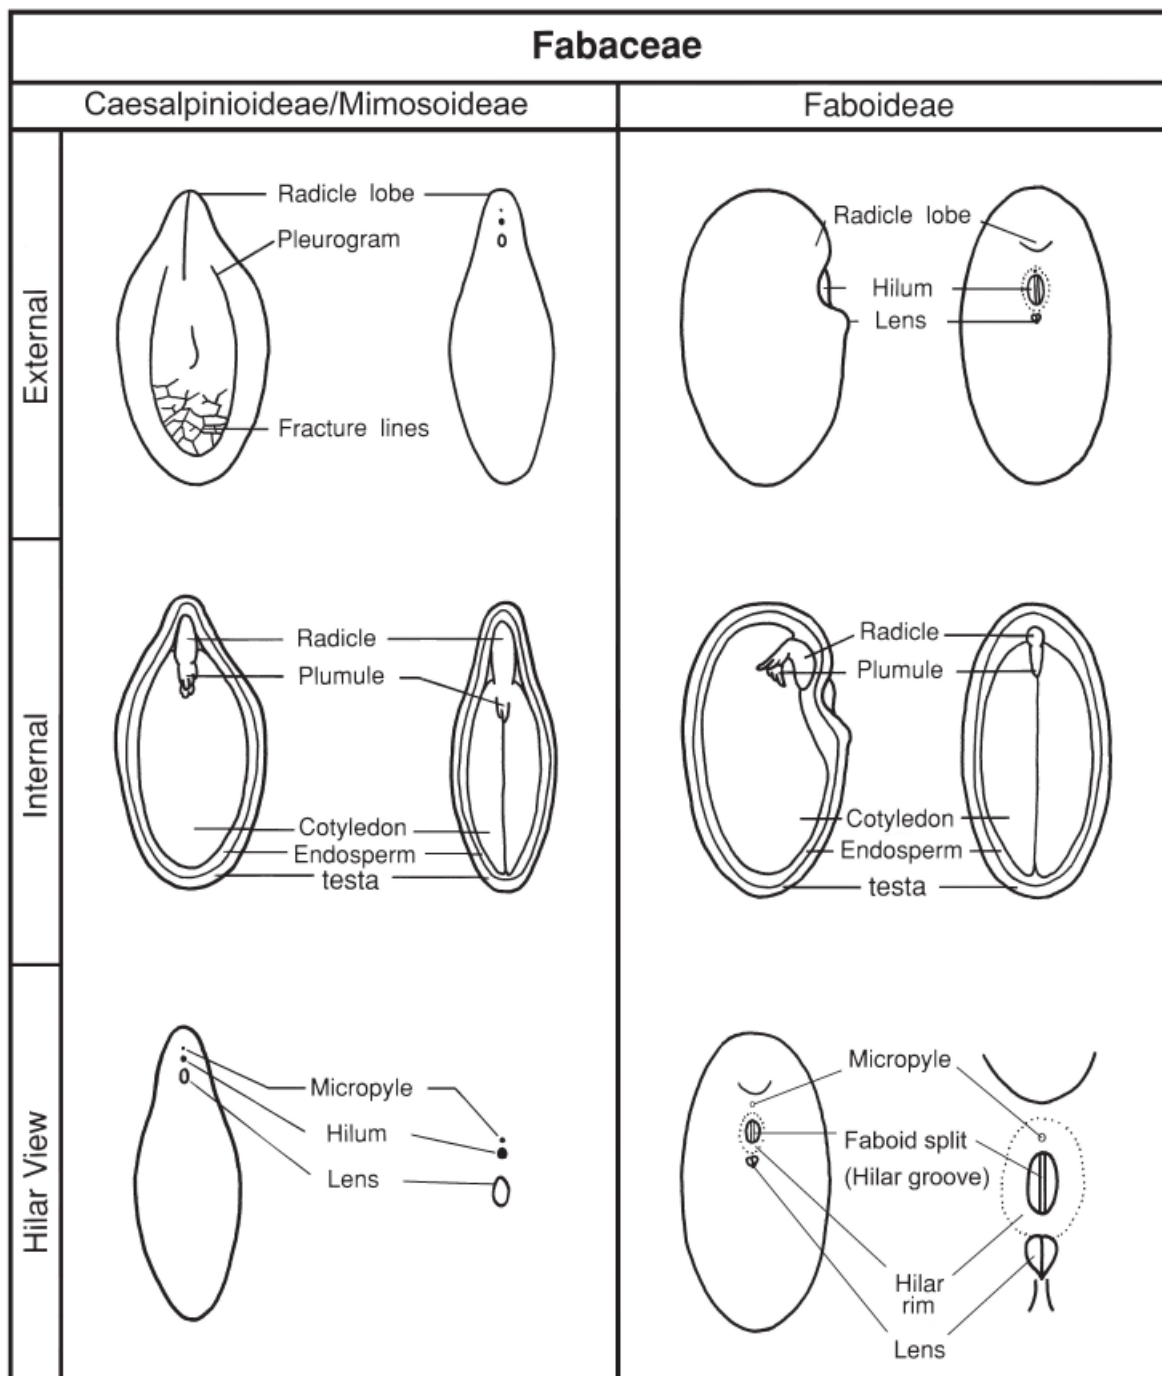 Fabaceae
Caesalpinioideae/Mimosoideae
Faboideae
External
Radicle lobe
Pleurogram
Fracture lines
Radicle lobe
Hilum
Lens
Internal
Radicle
Plumule
Cotyledon
Endosperm
testa
Radicle
Plumule
Cotyledon
Endosperm
testa
Hilar View
Micropyle
Hilum
Lens
Micropyle
Faboid split
(Hilar groove)
Hilar
rim
Lens